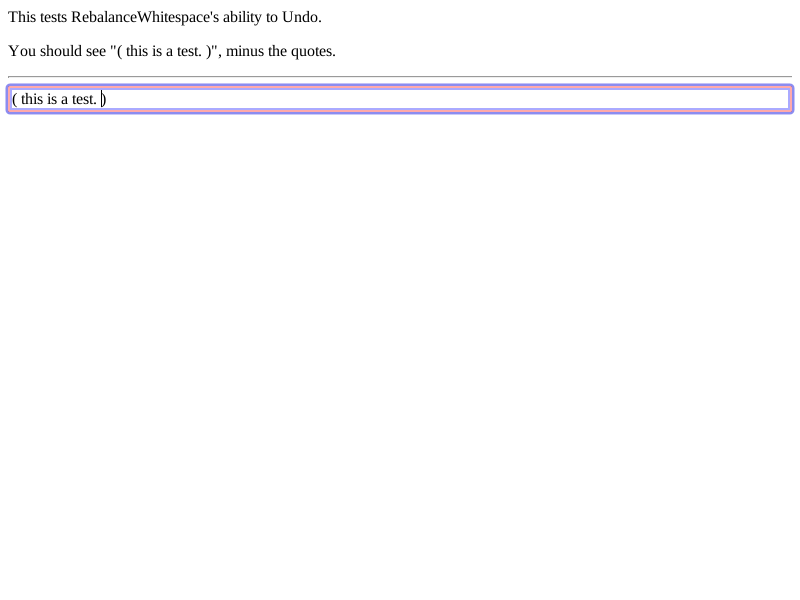 This tests RebalanceWhitespace's ability to Undo.
You should see "( this is a test. )", minus the quotes.
( this is a test. )